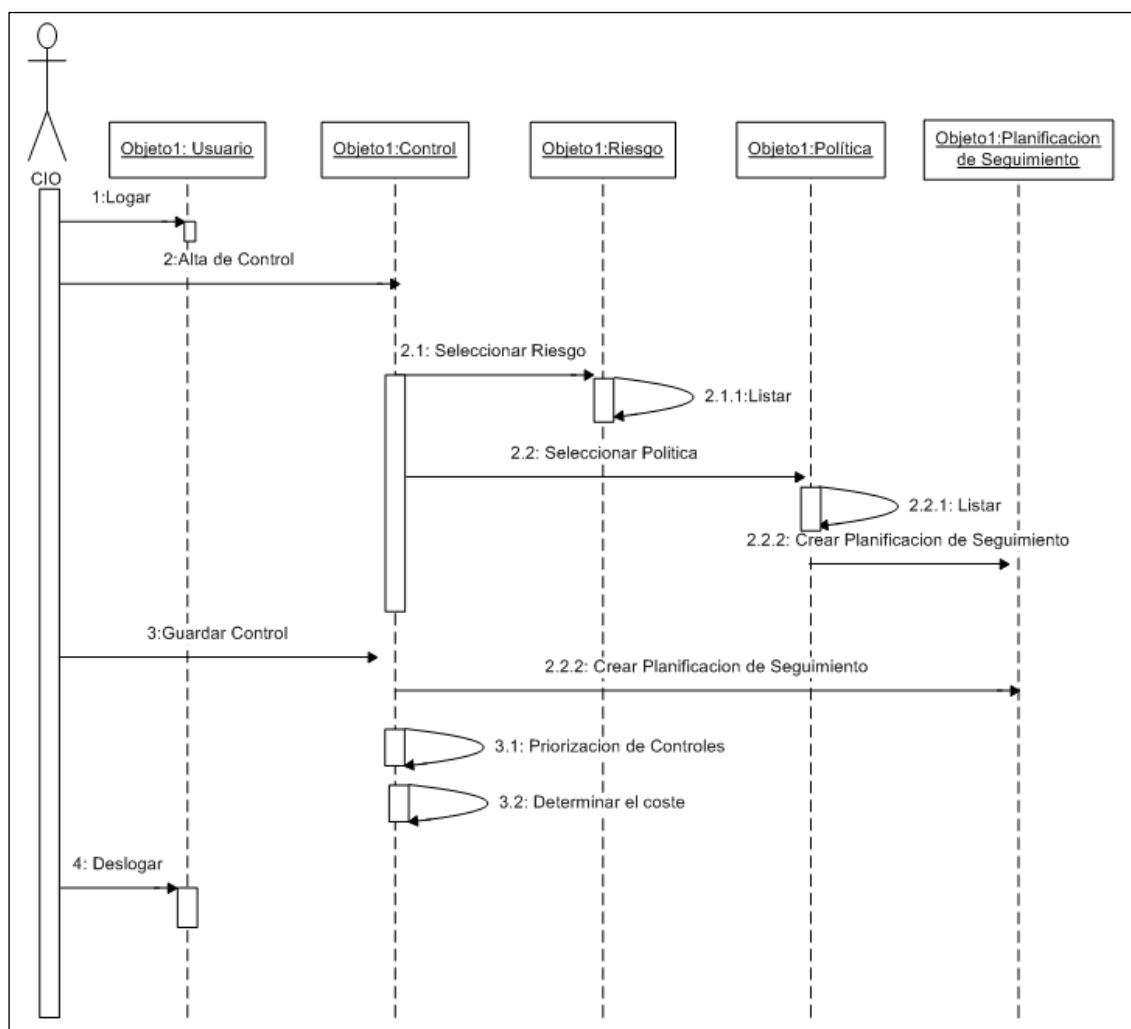 Objeto1: Usuario
Objeto1:Control
Objeto1:Riesgo
Objeto1:Política
Objeto1:Planificacion
de Seguimiento
CIO
1:Logar
2:Alta de Control
2.1: Seleccionar Riesgo
2.1.1:Listar
2.2: Seleccionar Politica
2.2.1: Listar
2.2.2: Crear Planificacion de Seguimiento
3:Guardar Control
2.2.2: Crear Planificacion de Seguimiento
3.1: Priorizacion de Controles
3.2: Determinar el coste
4: Deslogar